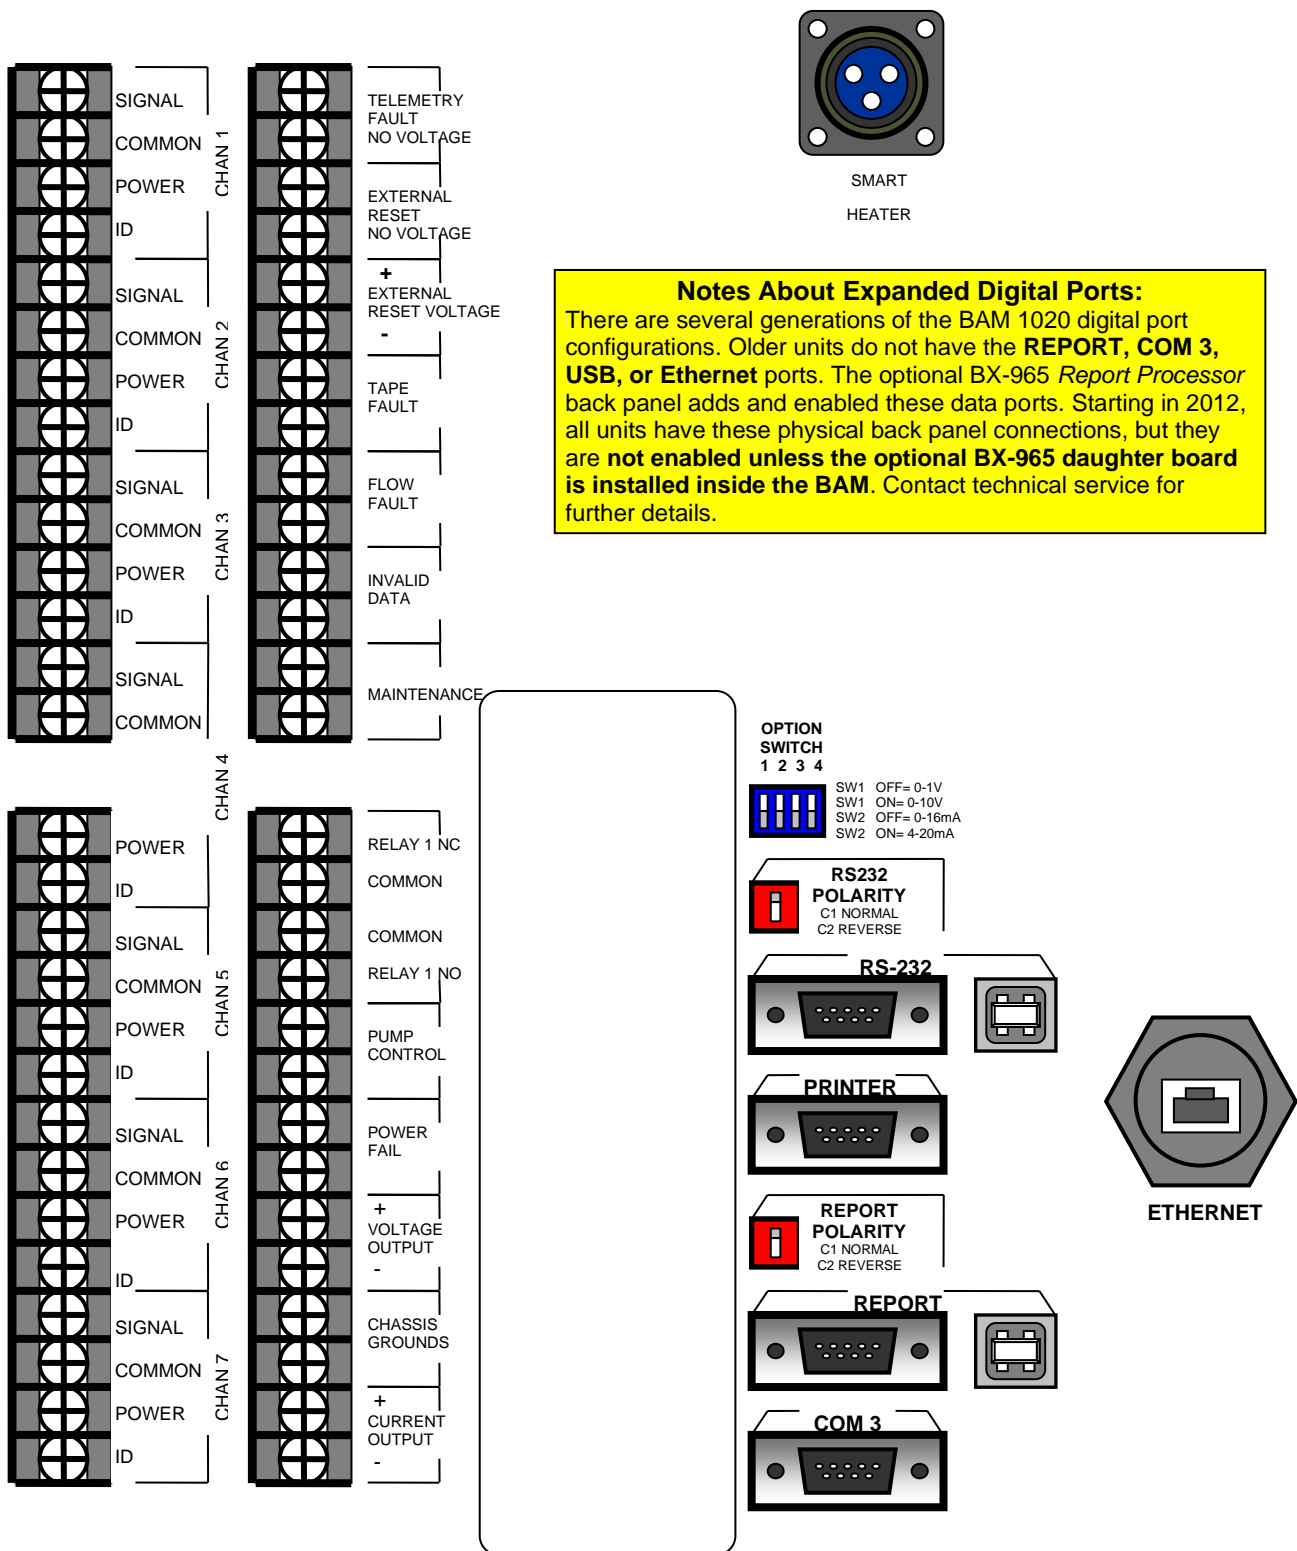 SIGNAL
COMMON
POWER
ID
CHAN 1
SIGNAL
COMMON
POWER
ID
CHAN 2
SIGNAL
COMMON
POWER
ID
CHAN 3
SIGNAL
COMMON
CHAN 4
POWER
ID
SIGNAL
COMMON
POWER
ID
CHAN 5
SIGNAL
COMMON
POWER
ID
CHAN 6
SIGNAL
COMMON
POWER
ID
CHAN 7
TELEMETRY
FAULT
NO VOLTAGE
EXTERNAL
RESET
NO VOLTAGE
+
EXTERNAL
RESET VOLTAGE
-
TAPE
FAULT
FLOW
FAULT
INVALID
DATA
MAINTENANCE
RELAY 1 NC
COMMON
COMMON
RELAY 1 NO
PUMP
CONTROL
POWER
FAIL
+
VOLTAGE
OUTPUT
-
CHASSIS
GROUNDS
+
CURRENT
OUTPUT
-
SMART
HEATER
Notes About Expanded Digital Ports:
There are several generations of the BAM 1020 digital port
configurations. Older units do not have the REPORT, COM 3,
USB, or Ethernet ports. The optional BX-965 Report Processor
back panel adds and enabled these data ports. Starting in 2012,
all units have these physical back panel connections, but they
are not enabled unless the optional BX-965 daughter board
is installed inside the BAM. Contact technical service for
further details.
OPTION
SWITCH
1 2 3 4
SW1 OFF= 0-1V
SW1 ON= 0-10V
SW2 OFF= 0-16mA
SW2 ON= 4-20mA
RS232
POLARITY
C1 NORMAL
C2 REVERSE
RS-232
PRINTER
REPORT
POLARITY
C1 NORMAL
C2 REVERSE
REPORT
COM 3
ETHERNET